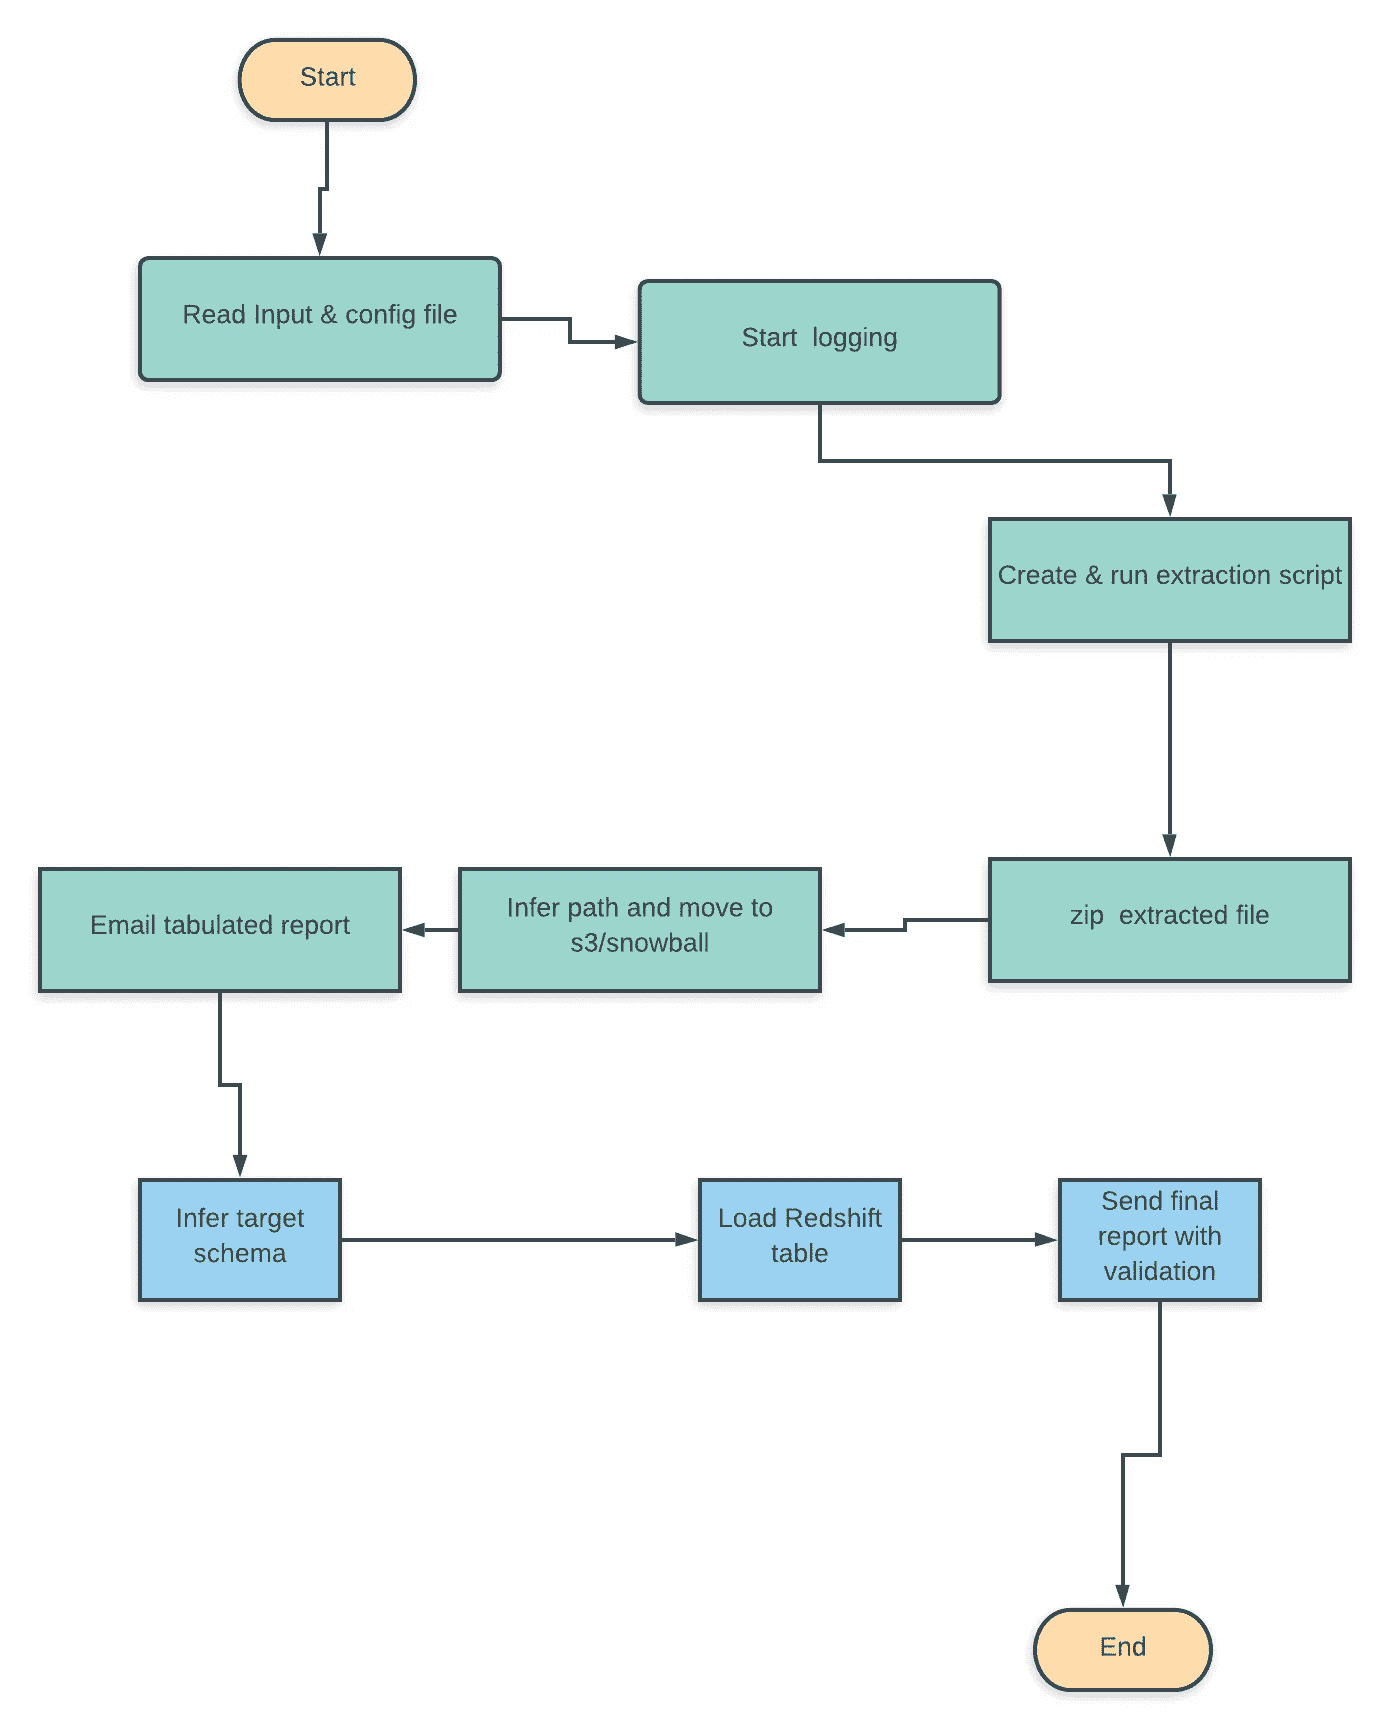 Start
Read Input & config file
Start  logging
Create & run extraction script
zip  extracted file
Infer path and move to
s3/snowball
Email tabulated report
Infer target
schema
Load Redshift
table
Send final
report with
validation
End